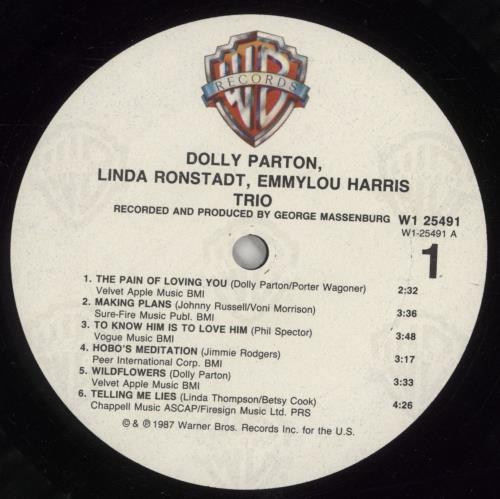 RECORDS
DOLLY PARTON,
LINDA RONSTADT, EMMYLOU HARRIS
TRIO
RECORDED AND PRODUCED BY GEORGE MASSENBURG W1 25491
W1-25491 A
1
1. THE PAIN OF LOVING YOU (Dolly Parton/Porter Wagoner)
Velvet Apple Music BMI 2:32
2. MAKING PLANS (Johnny Russell/Voni Morrison)
Sure-Fire Music Publ. BMI 3:36
3. TO KNOW HIM IS TO LOVE HIM (Phil Spector)
Vogue Music BMI 3:48
4. HOBO'S MEDITATION (Jimmie Rodgers)
Peer International Corp. BMI 3:17
5. WILDFLOWERS (Dolly Parton)
Velvet Apple Music BMI 3:33
6. TELLING ME LIES (Linda Thompson/Betsy Cook)
Chappell Music ASCAP/Firesign Music Ltd. PRS 4:26
© & ℗ 1987 Warner Bros. Records Inc. for the U.S.